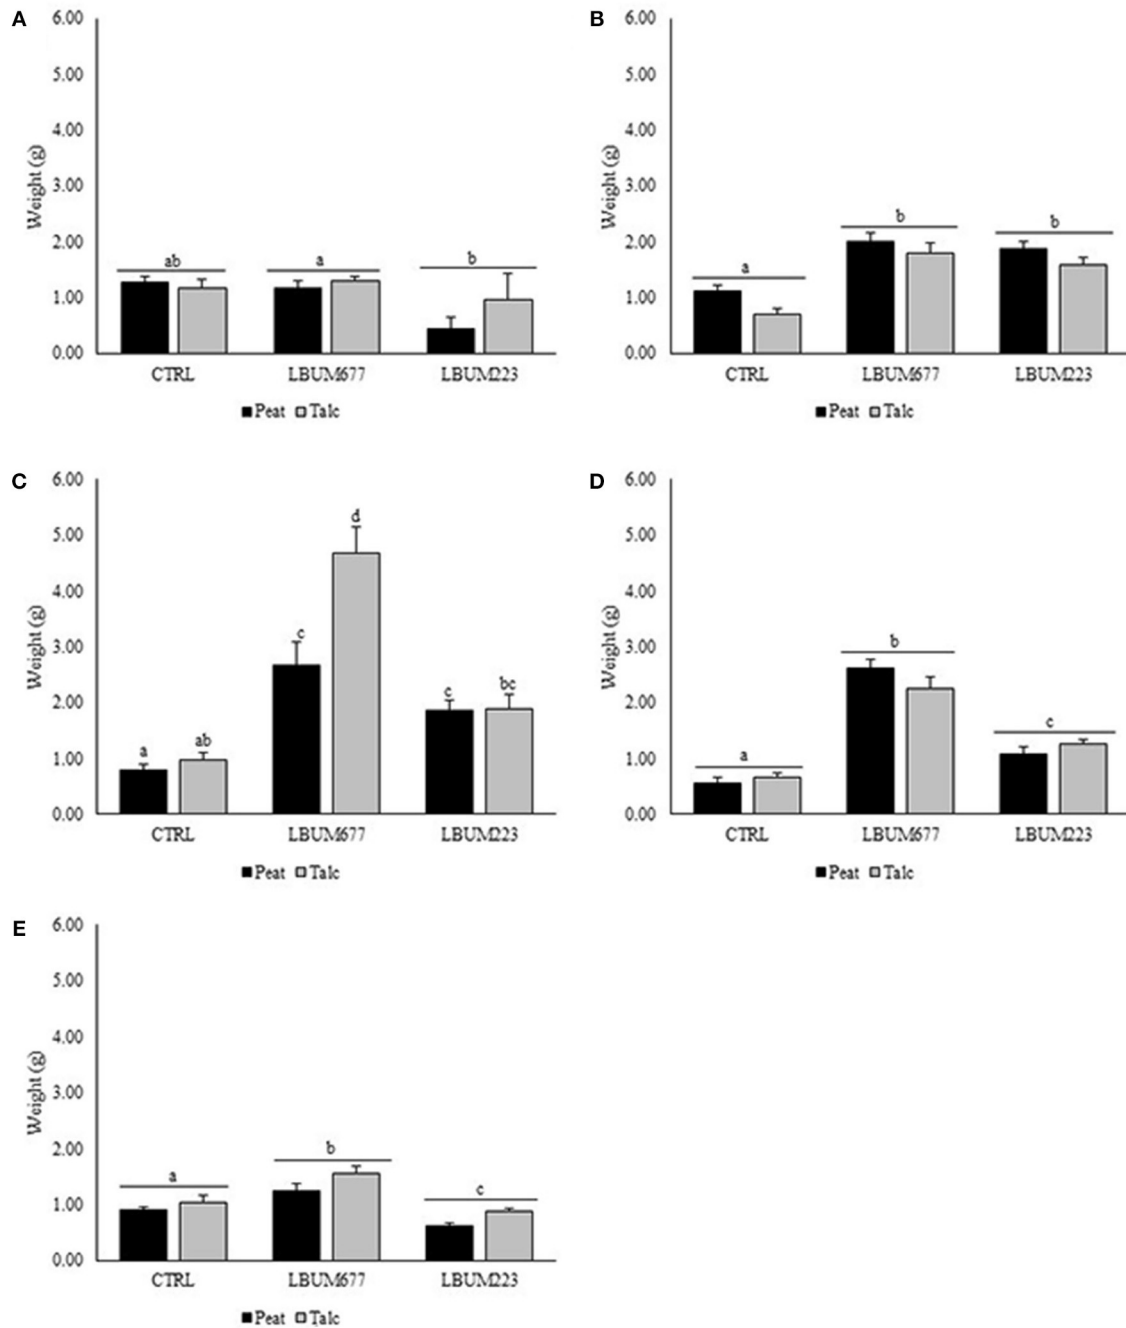 A
Weight (g)
6.00
5.00
4.00
3.00
2.00
1.00
0.00
ab
a
b
CTRL
LBUM677
LBUM223
Peat Talc
B
Weight (g)
6.00
5.00
4.00
3.00
2.00
1.00
0.00
a
b
b
CTRL
LBUM677
LBUM223
Peat Talc
C
Weight (g)
6.00
5.00
4.00
3.00
2.00
1.00
0.00
a
ab
c
d
c
bc
CTRL
LBUM677
LBUM223
Peat Talc
D
Weight (g)
6.00
5.00
4.00
3.00
2.00
1.00
0.00
a
b
c
CTRL
LBUM677
LBUM223
Peat Talc
E
Weight (g)
6.00
5.00
4.00
3.00
2.00
1.00
0.00
a
b
c
CTRL
LBUM677
LBUM223
Peat Talc